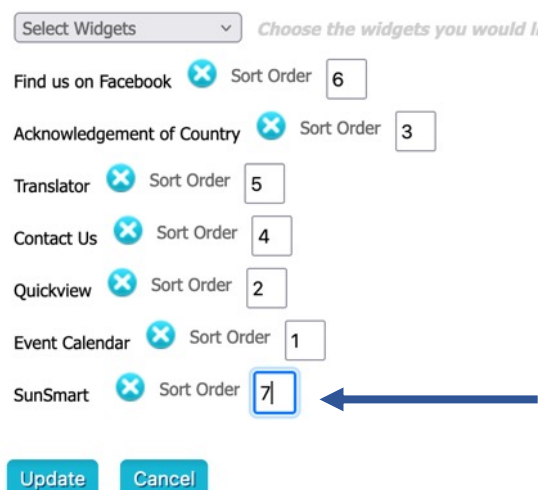 Select Widgets Choose the widgets you would
Find us on Facebook Sort Order 6
Acknowledgement of Country Sort Order 3
Translator Sort Order 5
Contact Us Sort Order 4
Quickview Sort Order 2
Event Calendar Sort Order 1
SunSmart Sort Order 7
Update Cancel